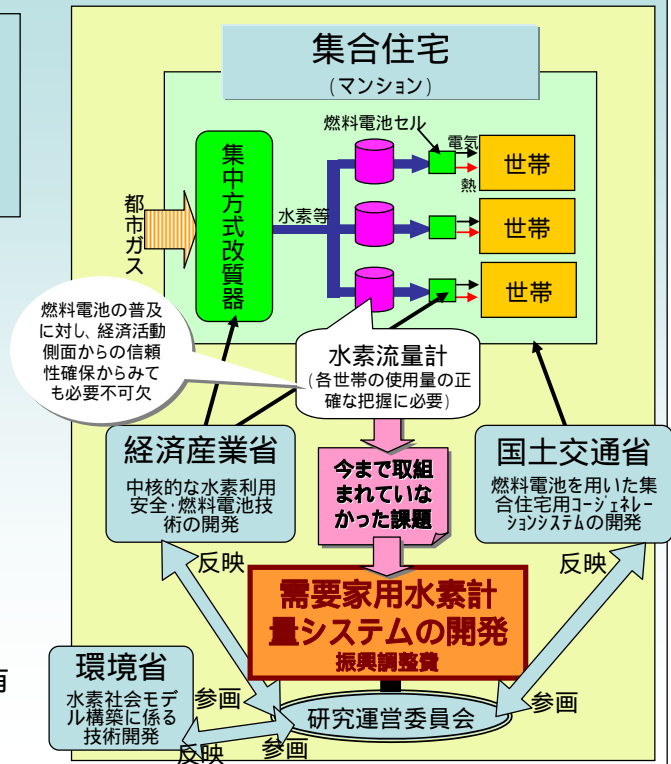 集合住宅
(マンション)
燃料電池セル
電気
熱
都市ガス
集中方式改質器
水素等
世帯
世帯
世帯
燃料電池の普及
に対し、経済活動
側面からの信頼
性確保からみて
も必要不可欠
水素流量計
(各世帯の使用量の正
確な把握に必要)
経済産業省
中核的な水素利用
安全・燃料電池技
術の開発
今まで取組
まれていな
かった課題
国土交通省
燃料電池を用いた集
合住宅用コージェネレー
ションシステムの開発
反映
反映
需要家用水素計
量システムの開発
振興調整費
環境省
水素社会モデ
ル構築に係る
技術開発
参画
参画
研究運営委員会
反映
参画